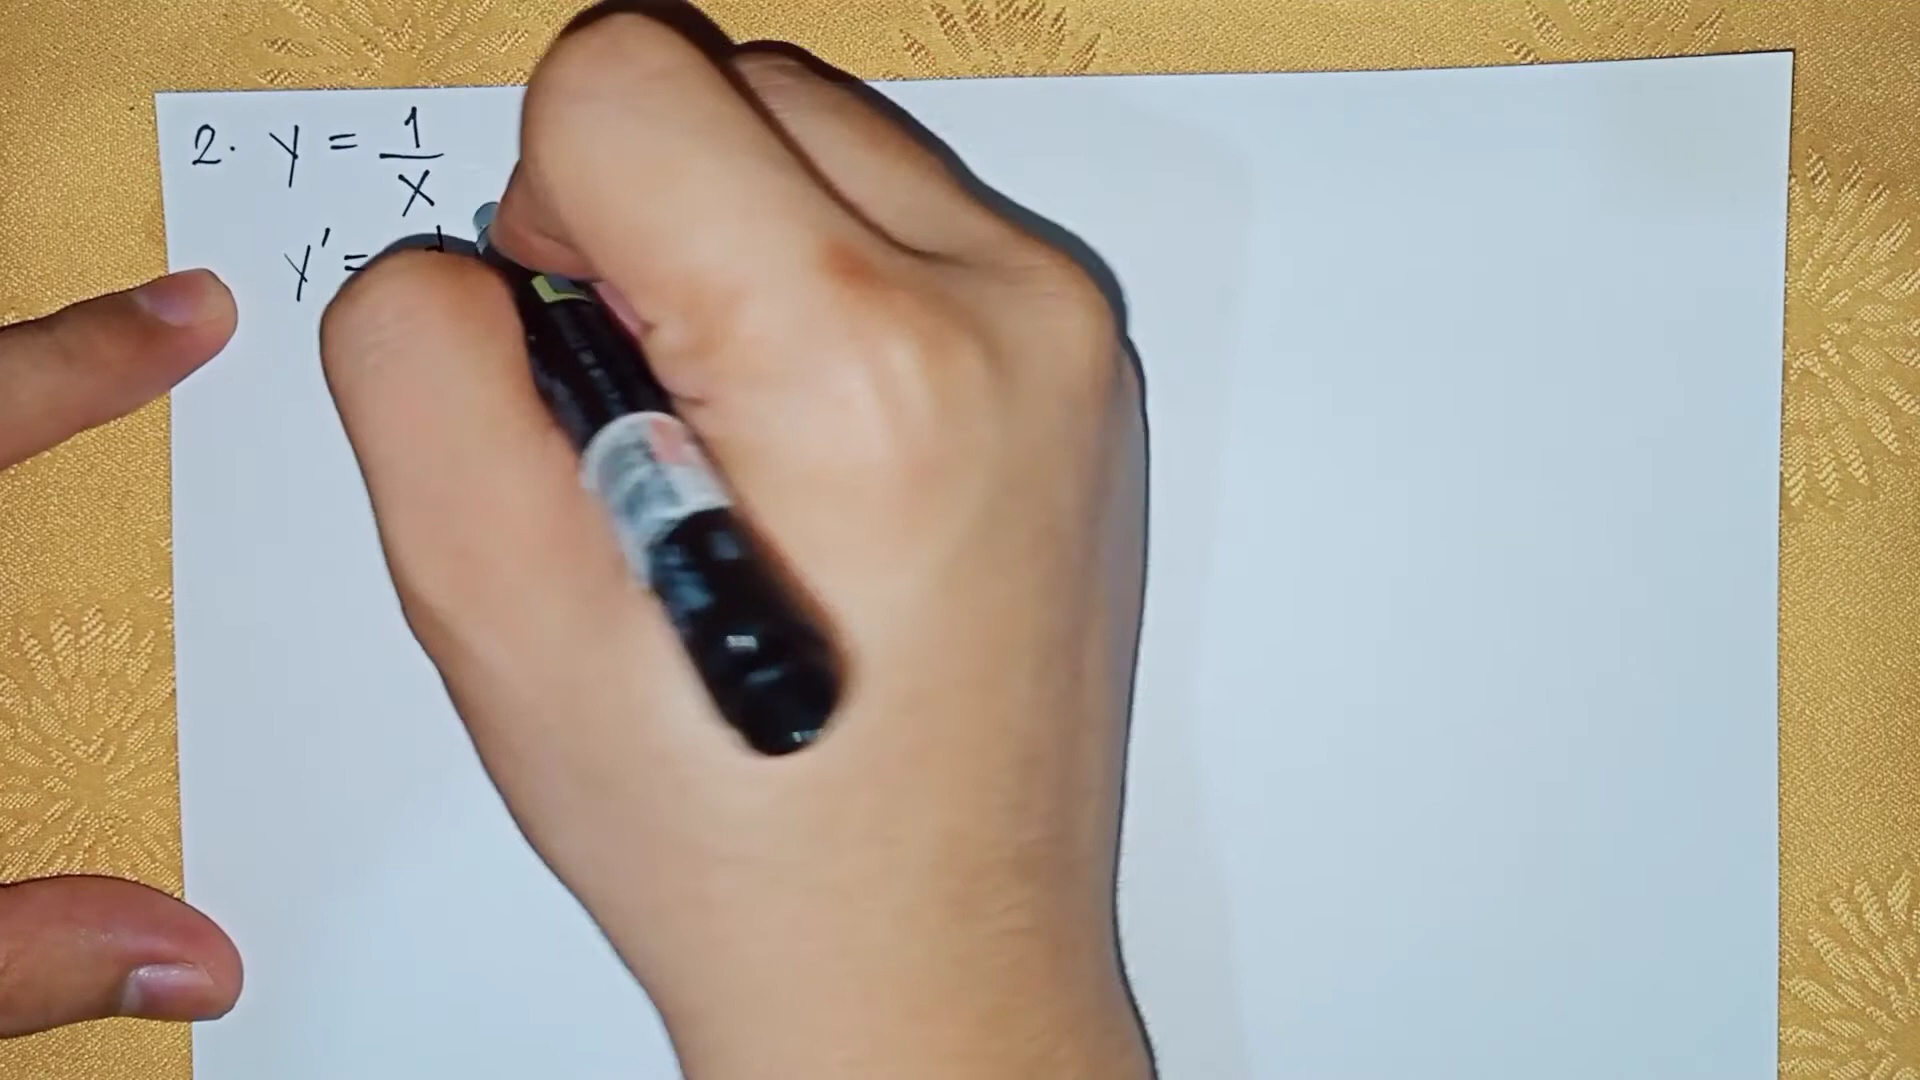 2. y = 1/x
y' =